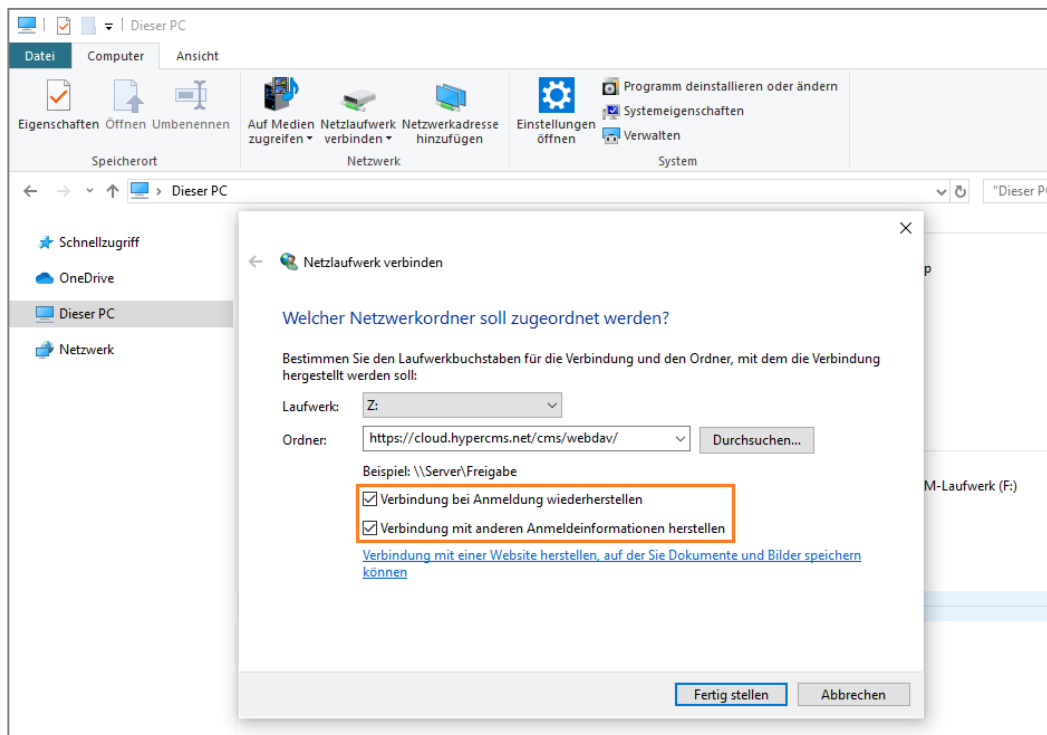 Dieser PC
Datei Computer Ansicht
Eigenschaften Öffnen Umbenennen
Auf Medien zugreifen
Netzlaufwerk verbinden
Netzwerkadresse hinzufügen
Einstellungen öffnen
Programm deinstallieren oder ändern
Systemeigenschaften
Verwalten
Speicherort Netzwerk System
Dieser PC
"Dieser P
Schnellzugriff
OneDrive
Dieser PC
Netzwerk
p
M-Laufwerk (F:)
Netzlaufwerk verbinden
Welcher Netzwerkordner soll zugeordnet werden?
Bestimmen Sie den Laufwerkbuchstaben für die Verbindung und den Ordner, mit dem die Verbindung
hergestellt werden soll:
Laufwerk: Z:
Ordner: https://cloud.hypercms.net/cms/webdav/ Durchsuchen...
Beispiel: \\Server\Freigabe
Verbindung bei Anmeldung wiederherstellen
Verbindung mit anderen Anmeldeinformationen herstellen
Verbindung mit einer Website herstellen, auf der Sie Dokumente und Bilder speichern
können
Fertig stellen Abbrechen